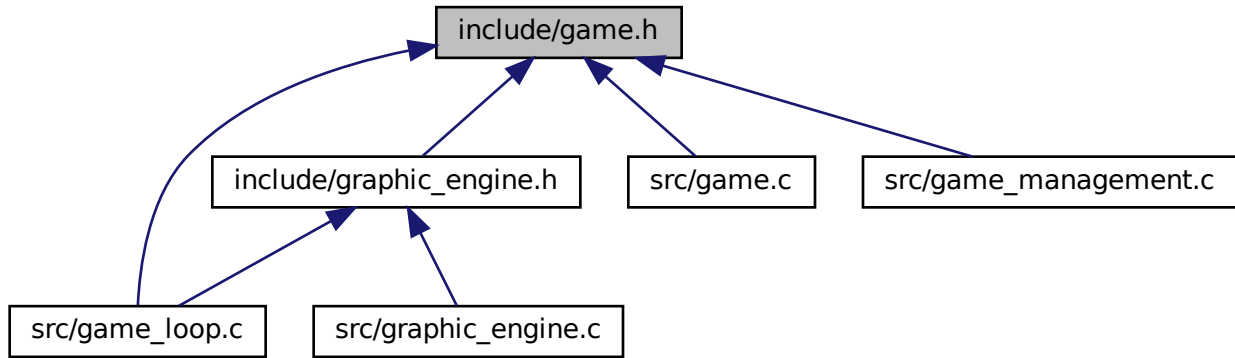 include/game.h
include/graphic_engine.h
src/game.c
src/game_management.c
src/game_loop.c
src/graphic_engine.c